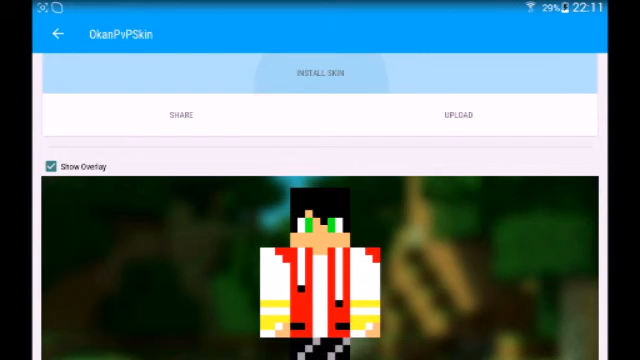 29% 22:11
OkanPvPSkin
INSTALL SKIN
SHARE UPLOAD
Show Overlay